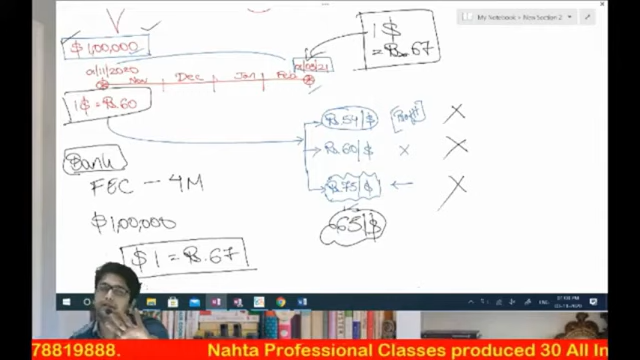 My Notebook > New Section 2
$1,00,000
1$
= Rs.67
01/11/2020
01/03/21
Nov
Dec
Jan
Feb
1$ = Rs.60
Rs.54|$
Profit
X
Rs.60|$
x
X
Bank
Rs.75|$
X
FEC - 4M
65|$
$1,00,000
$1 = Rs.67
78819888.
Nahta Professional Classes produced 30 All In